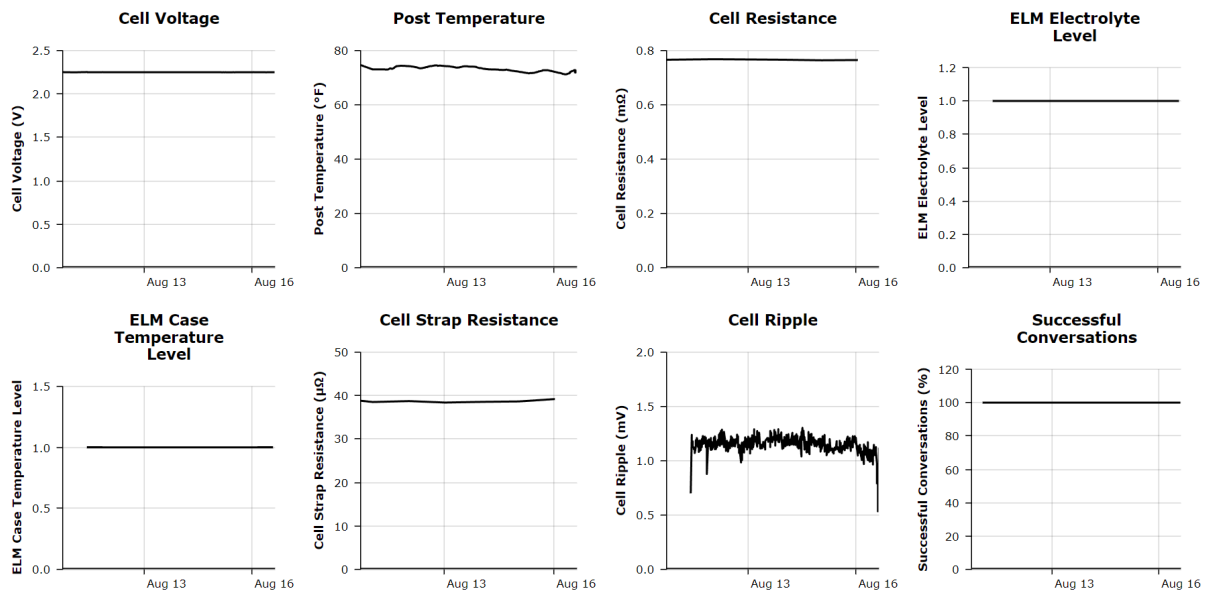 Cell Voltage
Cell Voltage (V)
2.5
2.0
1.5
1.0
0.5
0.0
Aug 13
Aug 16
Post Temperature
Post Temperature (°F)
80
60
40
20
0
Aug 13
Aug 16
Cell Resistance
Cell Resistance (mΩ)
0.8
0.6
0.4
0.2
0.0
Aug 13
Aug 16
ELM Electrolyte
Level
ELM Electrolyte Level
1.2
1.0
0.8
0.6
0.4
0.2
0.0
Aug 13
Aug 16
ELM Case
Temperature
Level
ELM Case Temperature Level
1.5
1.0
0.5
0.0
Aug 13
Aug 16
Cell Strap Resistance
Cell Strap Resistance (µΩ)
50
40
30
20
10
0
Aug 13
Aug 16
Cell Ripple
Cell Ripple (mV)
2.0
1.5
1.0
0.5
0.0
Aug 13
Aug 16
Successful
Conversations
Successful Conversations (%)
120
100
80
60
40
20
0
Aug 13
Aug 16